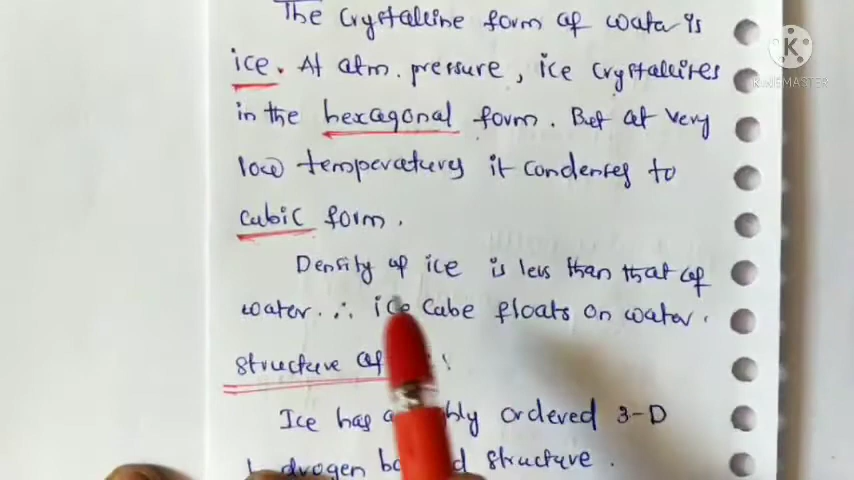 The Crystalline form of water is
ice. At atm. pressure, ice crystallizes
in the hexagonal form. But at very
low temperatures it condenses to
cubic form.
Density of ice is less than that of
water. ∴ ice cube floats on water.
structure of
Ice has a ordered 3-D
structure.
K
KINEMASTER